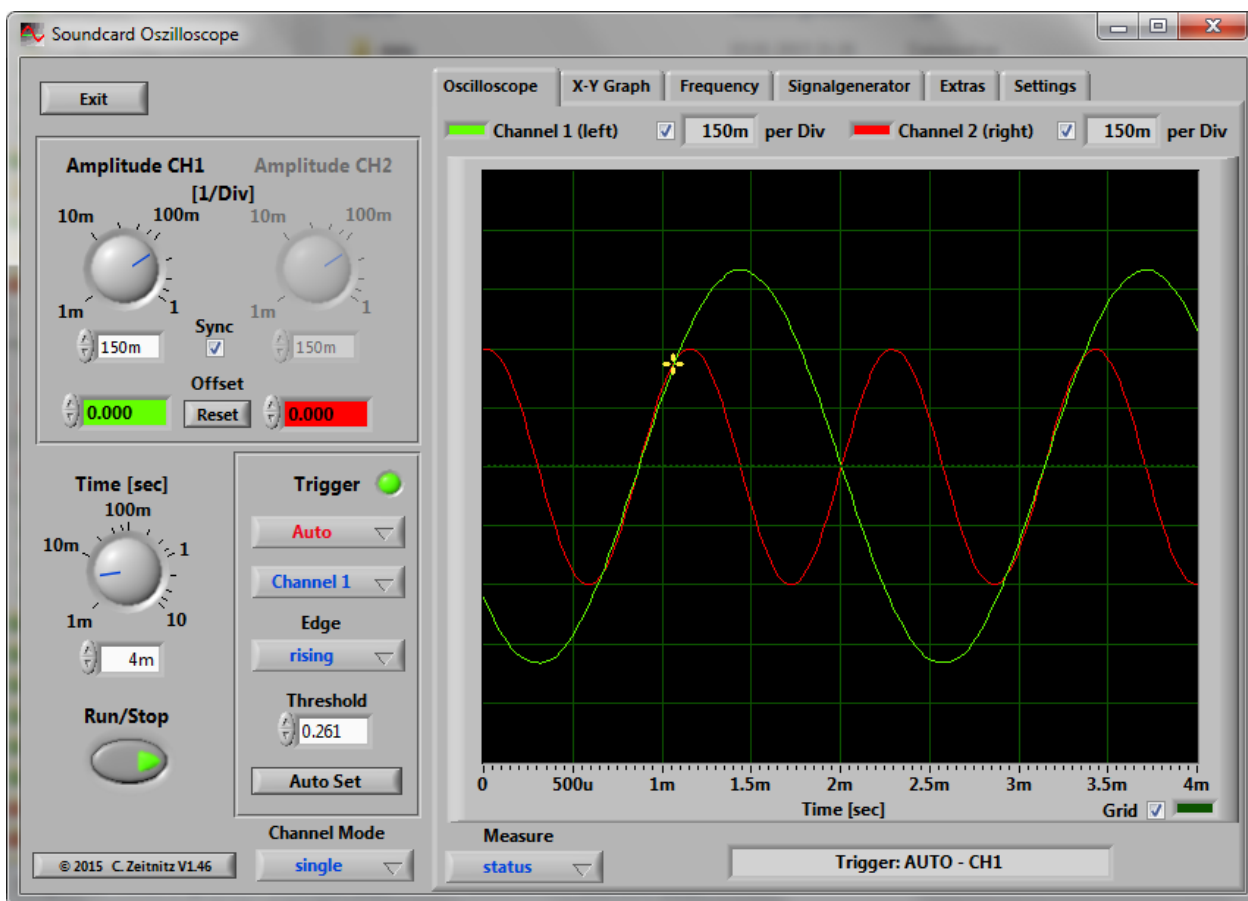 Soundcard Oszilloscope
Exit
Amplitude CH1 Amplitude CH2
[1/Div]
10m 100m 10m 100m
1m 1 1m 1
Sync
150m 150m
Offset
0.000 Reset 0.000
Time [sec]
100m
10m 1
1m 10
4m
Run/Stop
Trigger
Auto
Channel 1
Edge
rising
Threshold
0.261
Auto Set
Channel Mode
single
© 2015 C. Zeitnitz V1.46
Oscilloscope X-Y Graph Frequency Signalgenerator Extras Settings
Channel 1 (left) 150m per Div Channel 2 (right) 150m per Div
0 500u 1m 1.5m 2m 2.5m 3m 3.5m 4m
Time [sec] Grid
Measure
status Trigger: AUTO - CH1